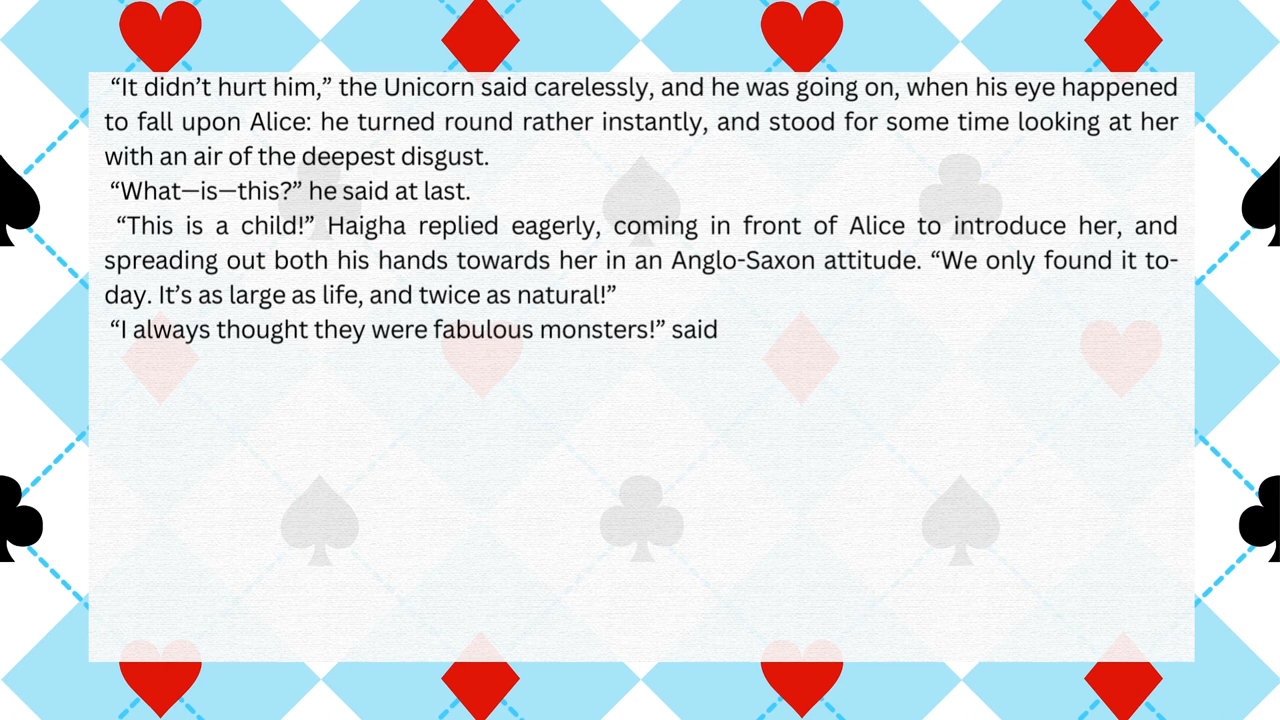 “It didn’t hurt him,” the Unicorn said carelessly, and he was going on, when his eye happened
to fall upon Alice: he turned round rather instantly, and stood for some time looking at her
with an air of the deepest disgust.
“What—is—this?” he said at last.
“This is a child!” Haigha replied eagerly, coming in front of Alice to introduce her, and
spreading out both his hands towards her in an Anglo-Saxon attitude. “We only found it to-
day. It’s as large as life, and twice as natural!”
“I always thought they were fabulous monsters!” said